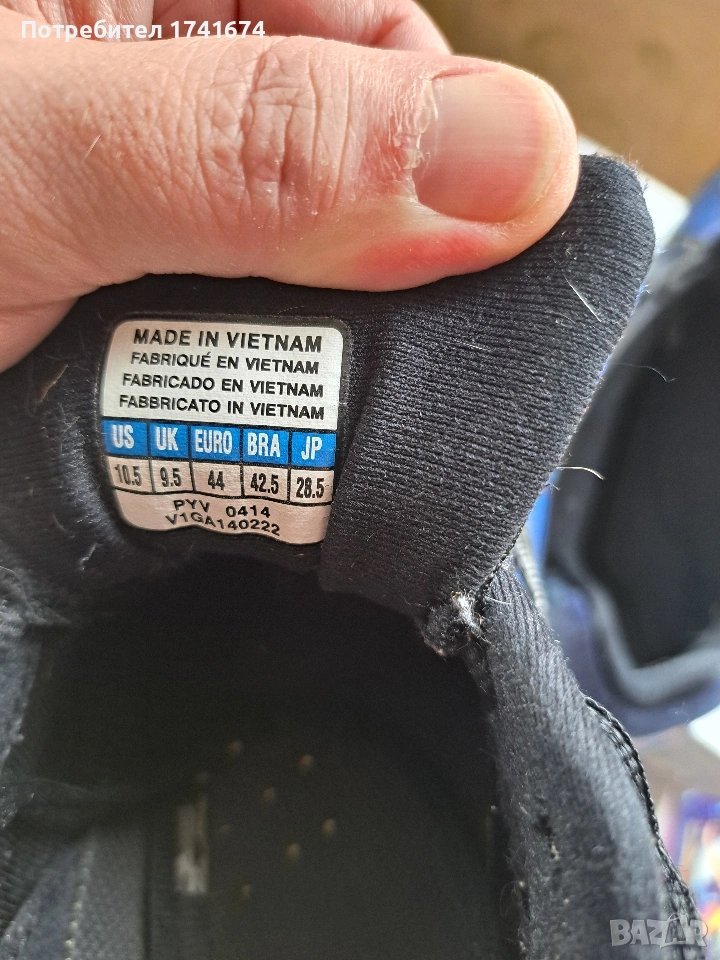 Потребител 1741674
MADE IN VIETNAM
FABRIQUÉ EN VIETNAM
FABRICADO EN VIETNAM
FABBRICATO IN VIETNAM
US UK EURO BRA JP
10.5 9.5 44 42.5 28.5
PYV 0414
V1GA140222
BAZAR